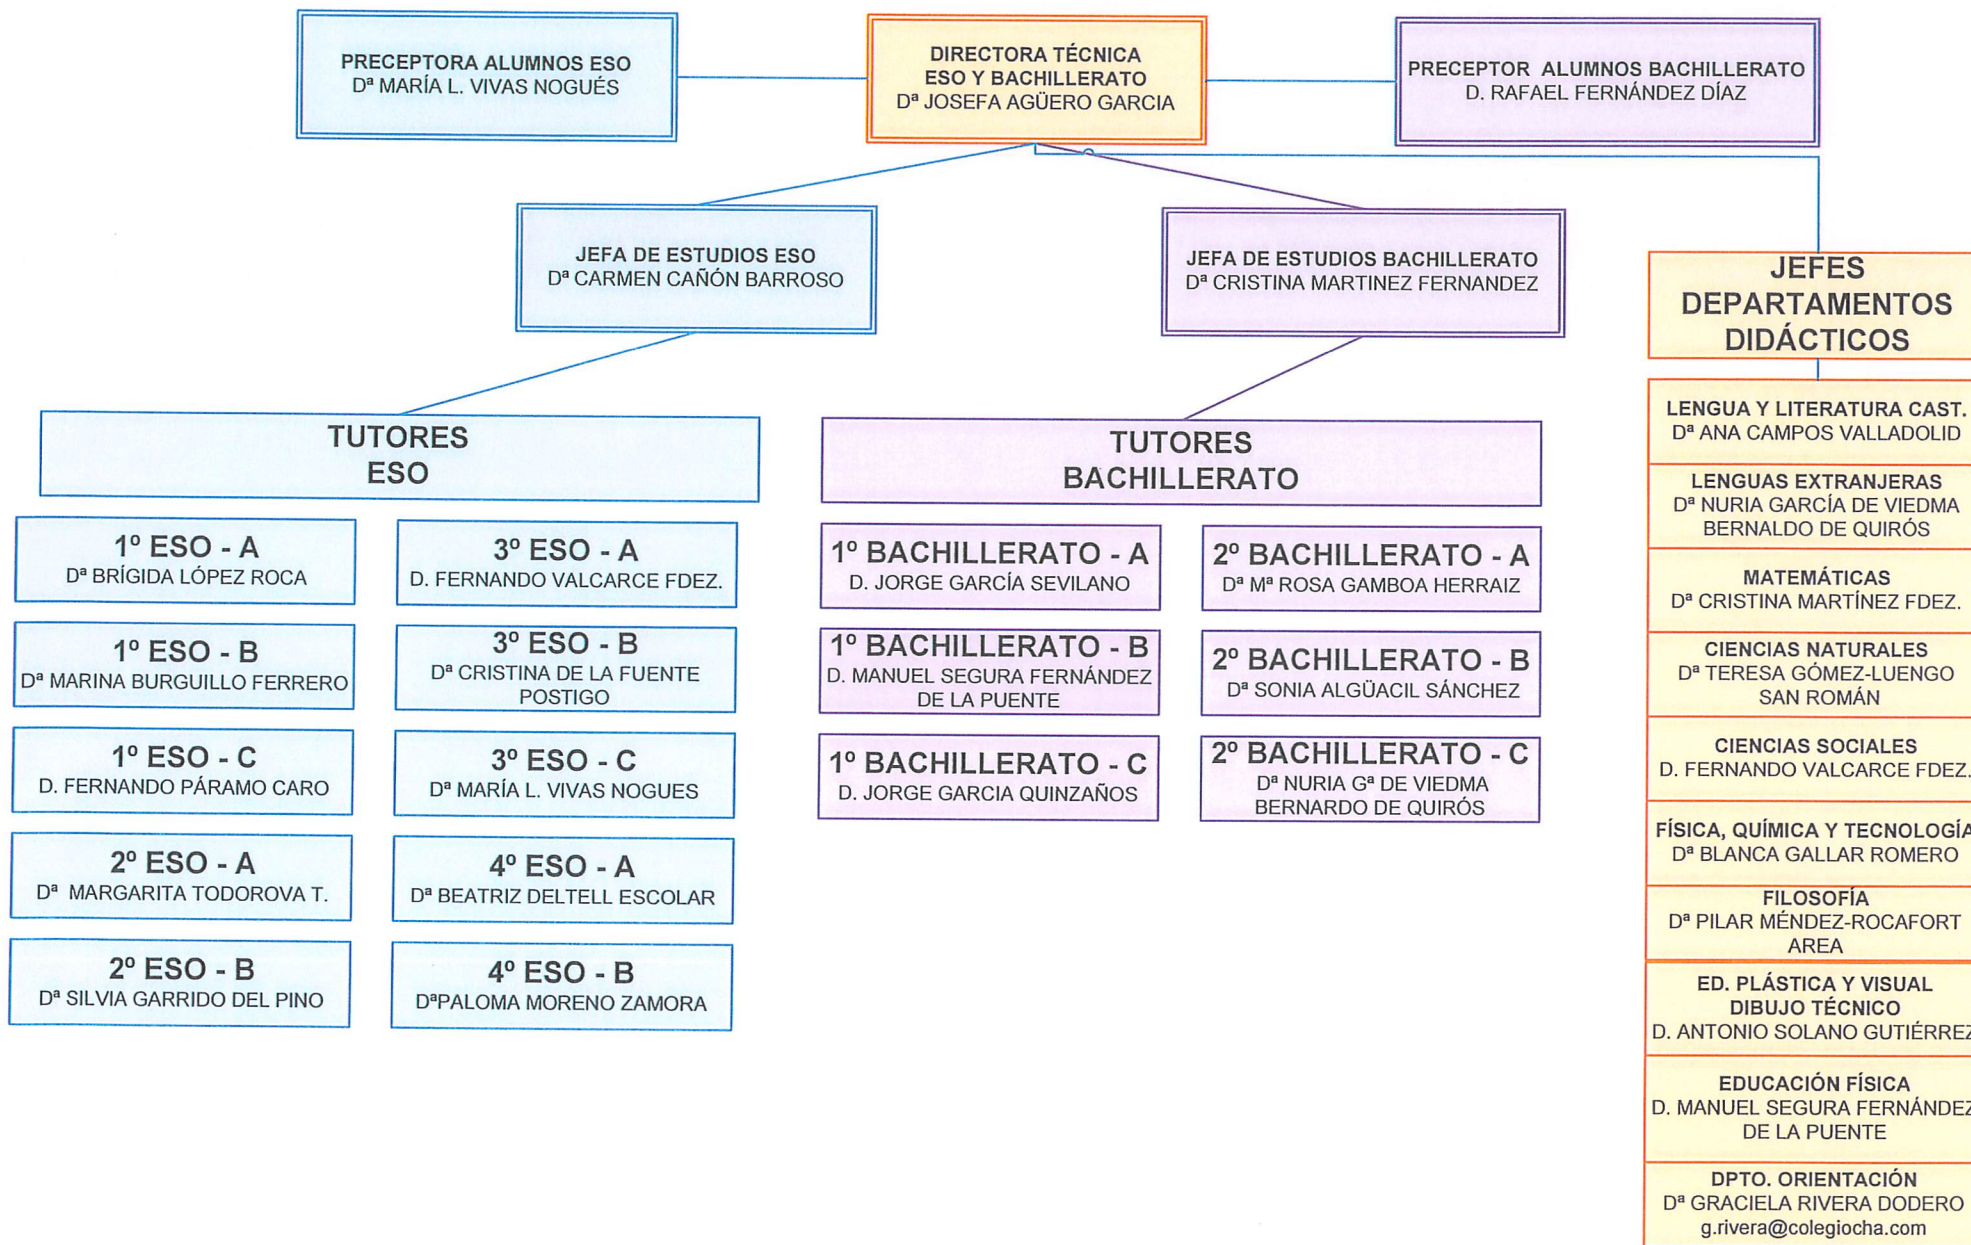 PRECEPTORA ALUMNOS ESO
Dª MARÍA L. VIVAS NOGUÉS
DIRECTORA TÉCNICA
ESO Y BACHILLERATO
Dª JOSEFA AGÜERO GARCIA
PRECEPTOR ALUMNOS BACHILLERATO
D. RAFAEL FERNÁNDEZ DÍAZ
JEFA DE ESTUDIOS ESO
Dª CARMEN CAÑÓN BARROSO
JEFA DE ESTUDIOS BACHILLERATO
Dª CRISTINA MARTINEZ FERNANDEZ
TUTORES
ESO
1º ESO - A
Dª BRÍGIDA LÓPEZ ROCA
1º ESO - B
Dª MARINA BURGUILLO FERRERO
1º ESO - C
D. FERNANDO PÁRAMO CARO
2º ESO - A
Dª MARGARITA TODOROVA T.
2º ESO - B
Dª SILVIA GARRIDO DEL PINO
3º ESO - A
D. FERNANDO VALCARCE FDEZ.
3º ESO - B
Dª CRISTINA DE LA FUENTE
POSTIGO
3º ESO - C
Dª MARÍA L. VIVAS NOGUES
4º ESO - A
Dª BEATRIZ DELTELL ESCOLAR
4º ESO - B
DªPALOMA MORENO ZAMORA
TUTORES
BACHILLERATO
1º BACHILLERATO - A
D. JORGE GARCÍA SEVILANO
1º BACHILLERATO - B
D. MANUEL SEGURA FERNÁNDEZ
DE LA PUENTE
1º BACHILLERATO - C
D. JORGE GARCIA QUINZAÑOS
2º BACHILLERATO - A
Dª Mª ROSA GAMBOA HERRAIZ
2º BACHILLERATO - B
Dª SONIA ALGÜACIL SÁNCHEZ
2º BACHILLERATO - C
Dª NURIA Gª DE VIEDMA
BERNARDO DE QUIRÓS
JEFES
DEPARTAMENTOS
DIDÁCTICOS
LENGUA Y LITERATURA CAST.
Dª ANA CAMPOS VALLADOLID
LENGUAS EXTRANJERAS
Dª NURIA GARCÍA DE VIEDMA
BERNALDO DE QUIRÓS
MATEMÁTICAS
Dª CRISTINA MARTÍNEZ FDEZ.
CIENCIAS NATURALES
Dª TERESA GÓMEZ-LUENGO
SAN ROMÁN
CIENCIAS SOCIALES
D. FERNANDO VALCARCE FDEZ.
FÍSICA, QUÍMICA Y TECNOLOGÍA
Dª BLANCA GALLAR ROMERO
FILOSOFÍA
Dª PILAR MÉNDEZ-ROCAFORT
AREA
ED. PLÁSTICA Y VISUAL
DIBUJO TÉCNICO
D. ANTONIO SOLANO GUTIÉRREZ
EDUCACIÓN FÍSICA
D. MANUEL SEGURA FERNÁNDEZ
DE LA PUENTE
DPTO. ORIENTACIÓN
Dª GRACIELA RIVERA DODERO
g.rivera@colegiocha.com